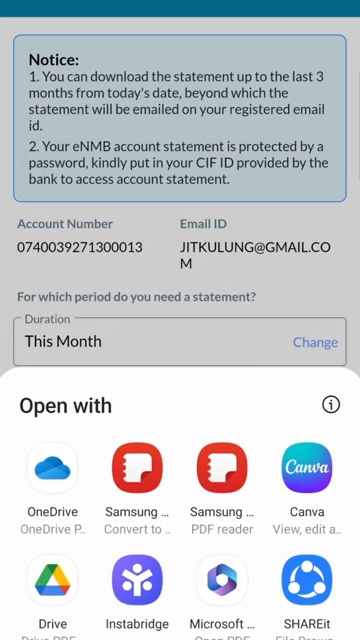 Notice:
1. You can download the statement up to the last 3
months from today's date, beyond which the
statement will be emailed on your registered email
id.
2. Your eNMB account statement is protected by a
password, kindly put in your CIF ID provided by the
bank to access account statement.
Account Number
Email ID
0740039271300013
JITKULUNG@GMAIL.CO
M
For which period do you need a statement?
Duration
This Month
Change
Open with
Canva
OneDrive
Samsung ...
Samsung ...
Canva
OneDrive P..
Convert to ..
PDF reader
View, edit a..
Drive
Instabridge
Microsoft ...
SHAREit